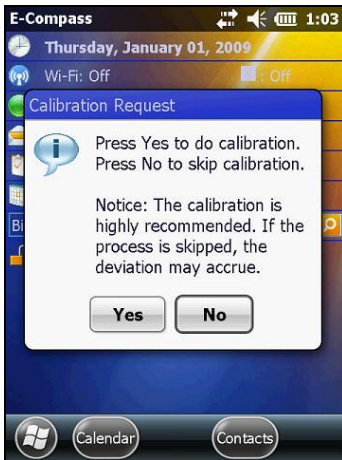 E-Compass 1:03
Thursday, January 01, 2009
Wi-Fi: Off : Off
Calibration Request
Press Yes to do calibration.
Press No to skip calibration.
Notice: The calibration is
highly recommended. If the
process is skipped, the
deviation may accrue.
Bi
Yes No
Calendar Contacts